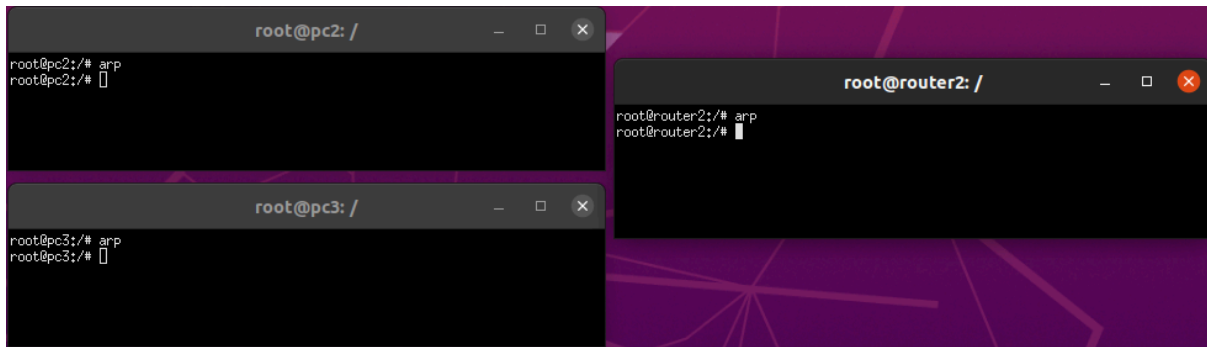 root@pc2: /
root@pc2:/# arp
root@pc2:/#
root@router2: /
root@router2:/# arp
root@router2:/#
root@pc3: /
root@pc3:/# arp
root@pc3:/#